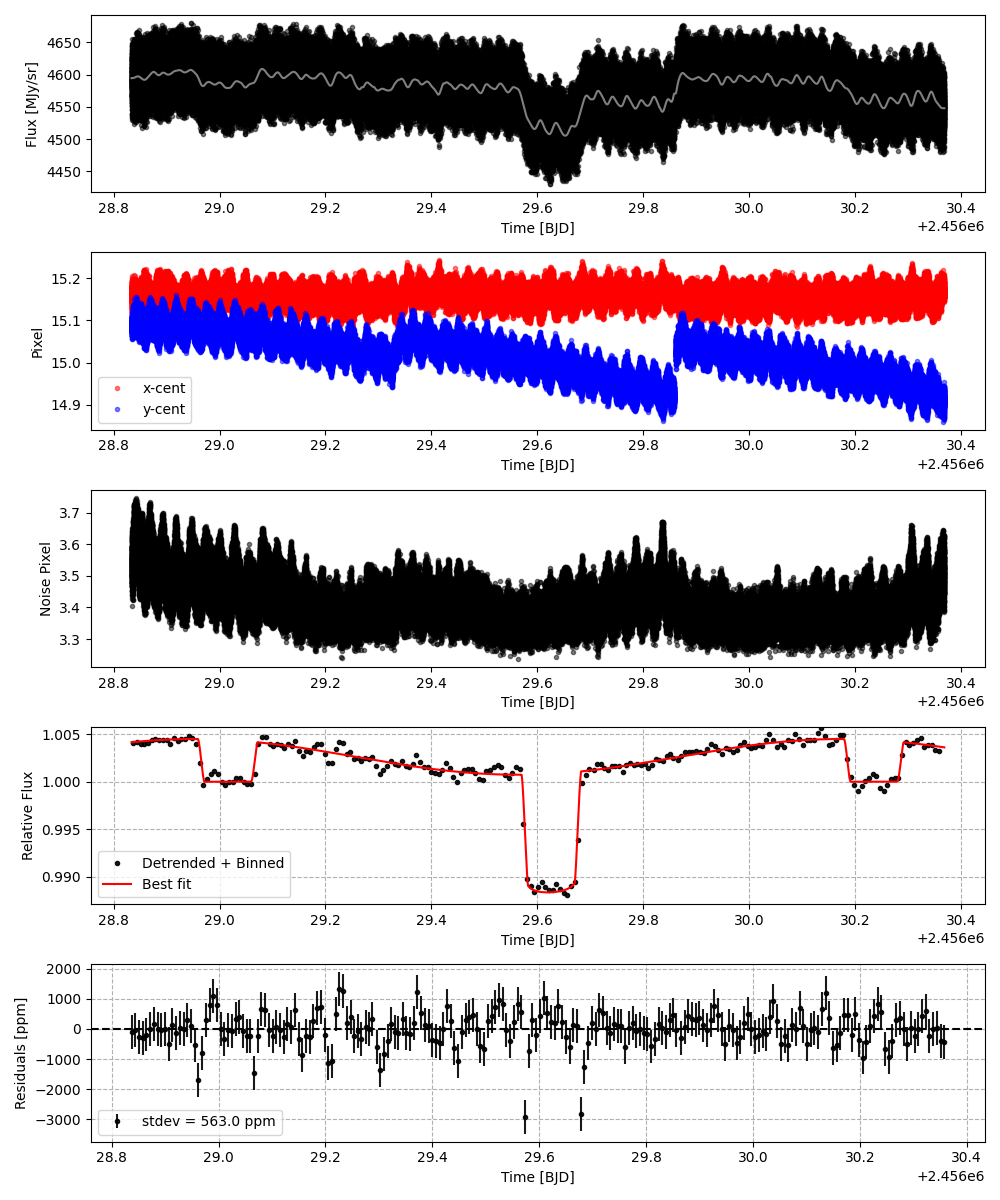 Flux [MJy/sr]
4650
4600
4550
4500
4450
28.8 29.0 29.2 29.4 29.6 29.8 30.0 30.2 30.4
Time [BJD]
+2.456e6
Pixel
15.2
15.1
15.0
14.9
x-cent
y-cent
28.8 29.0 29.2 29.4 29.6 29.8 30.0 30.2 30.4
Time [BJD]
+2.456e6
Noise Pixel
3.7
3.6
3.5
3.4
3.3
28.8 29.0 29.2 29.4 29.6 29.8 30.0 30.2 30.4
Time [BJD]
+2.456e6
Relative Flux
1.005
1.000
0.995
0.990
Detrended + Binned
Best fit
28.8 29.0 29.2 29.4 29.6 29.8 30.0 30.2 30.4
Time [BJD]
+2.456e6
Residuals [ppm]
2000
1000
0
−1000
−2000
−3000
stdev = 563.0 ppm
28.8 29.0 29.2 29.4 29.6 29.8 30.0 30.2 30.4
Time [BJD]
+2.456e6